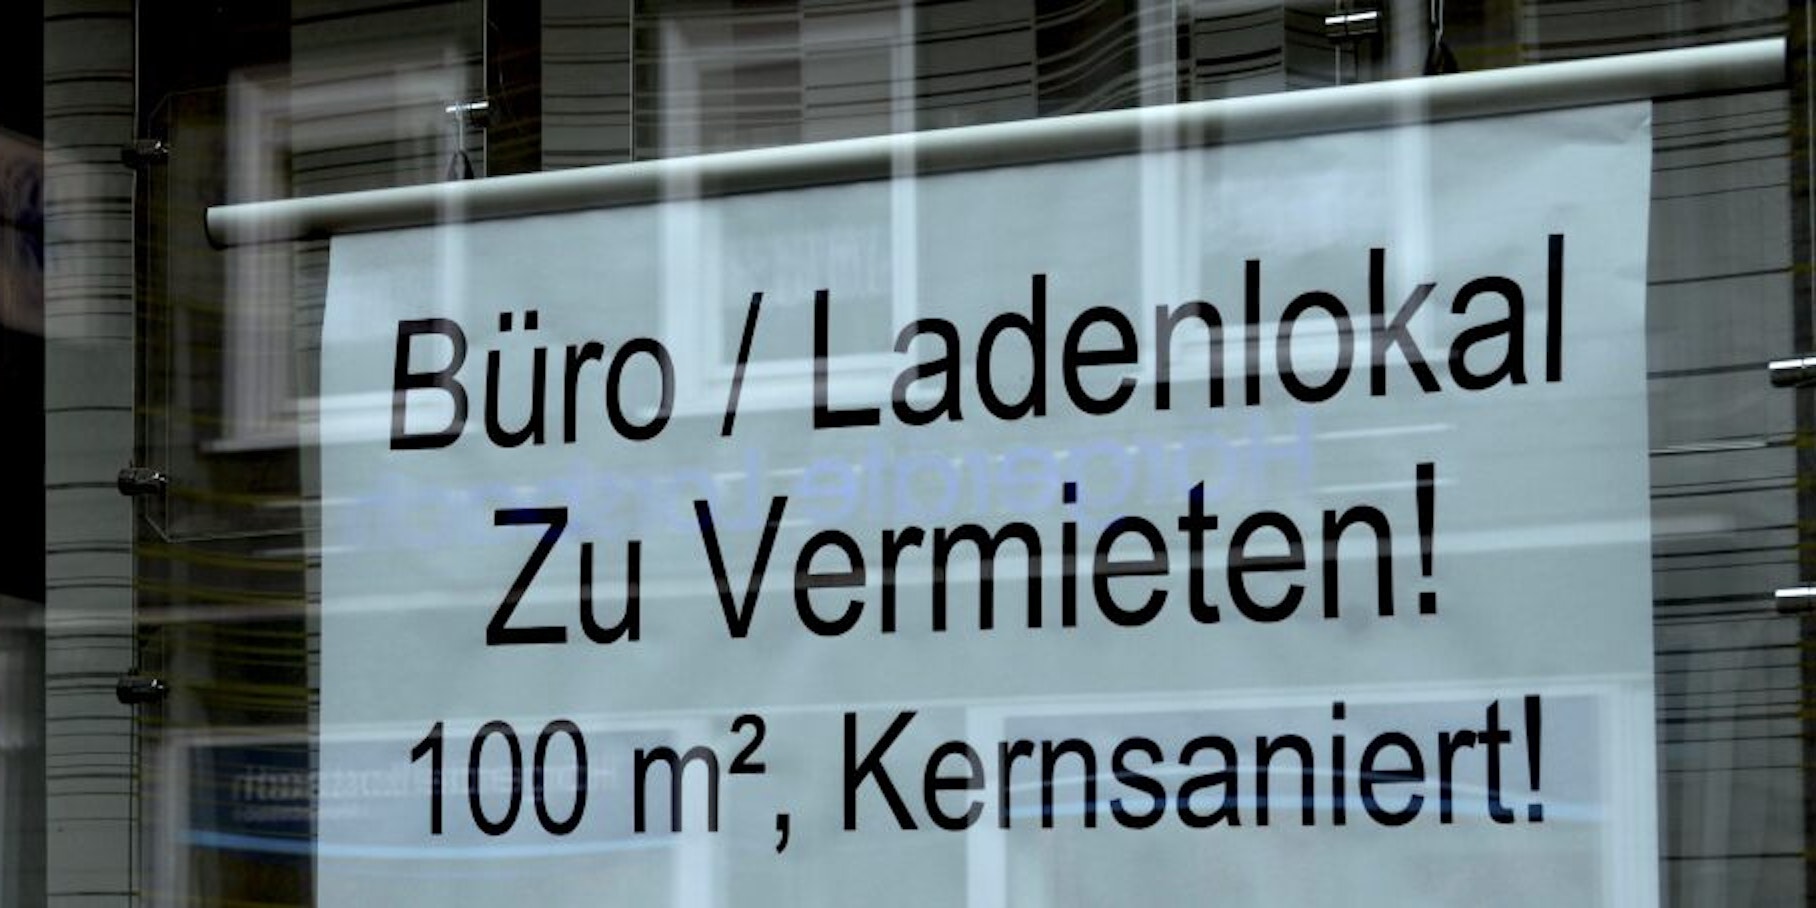 Büro / Ladenlokal
Zu Vermieten!
100 m², Kernsaniert!